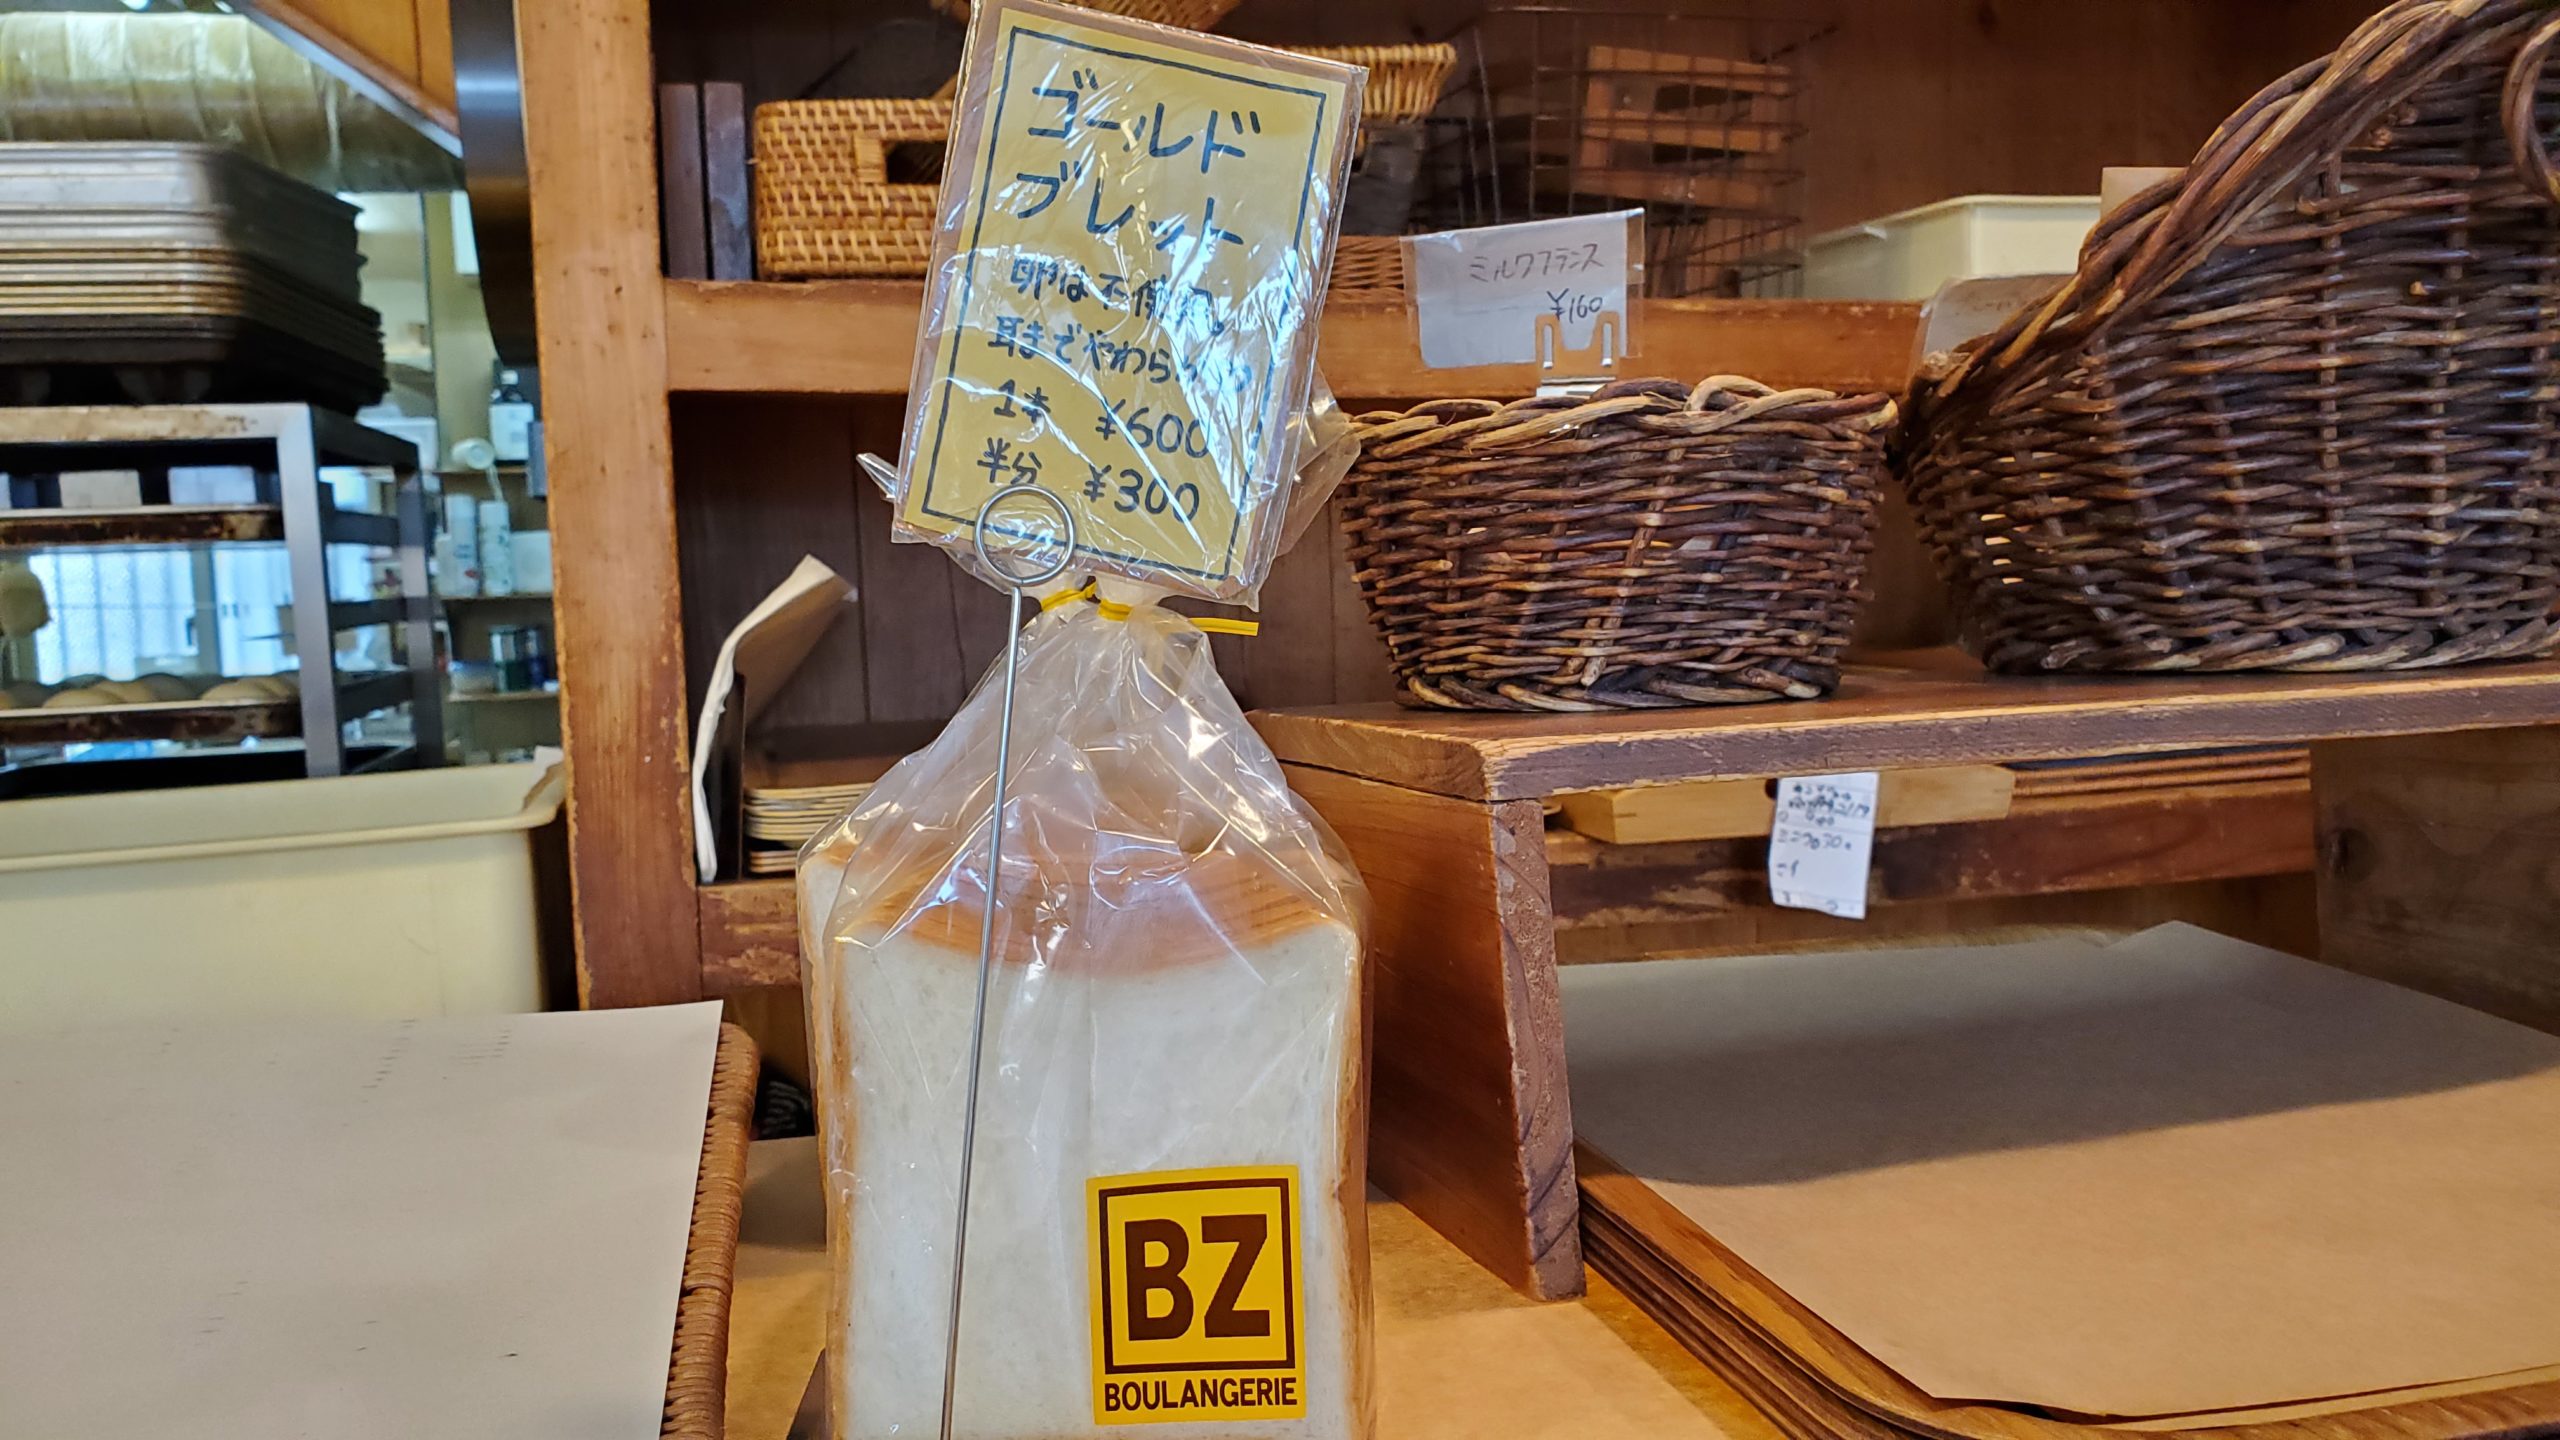 ゴールド
ブレット
卵は不使用。
耳までやわらかい
1本 ¥600
半分 ¥300
ミルクフランス
¥160
BZ
BOULANGERIE